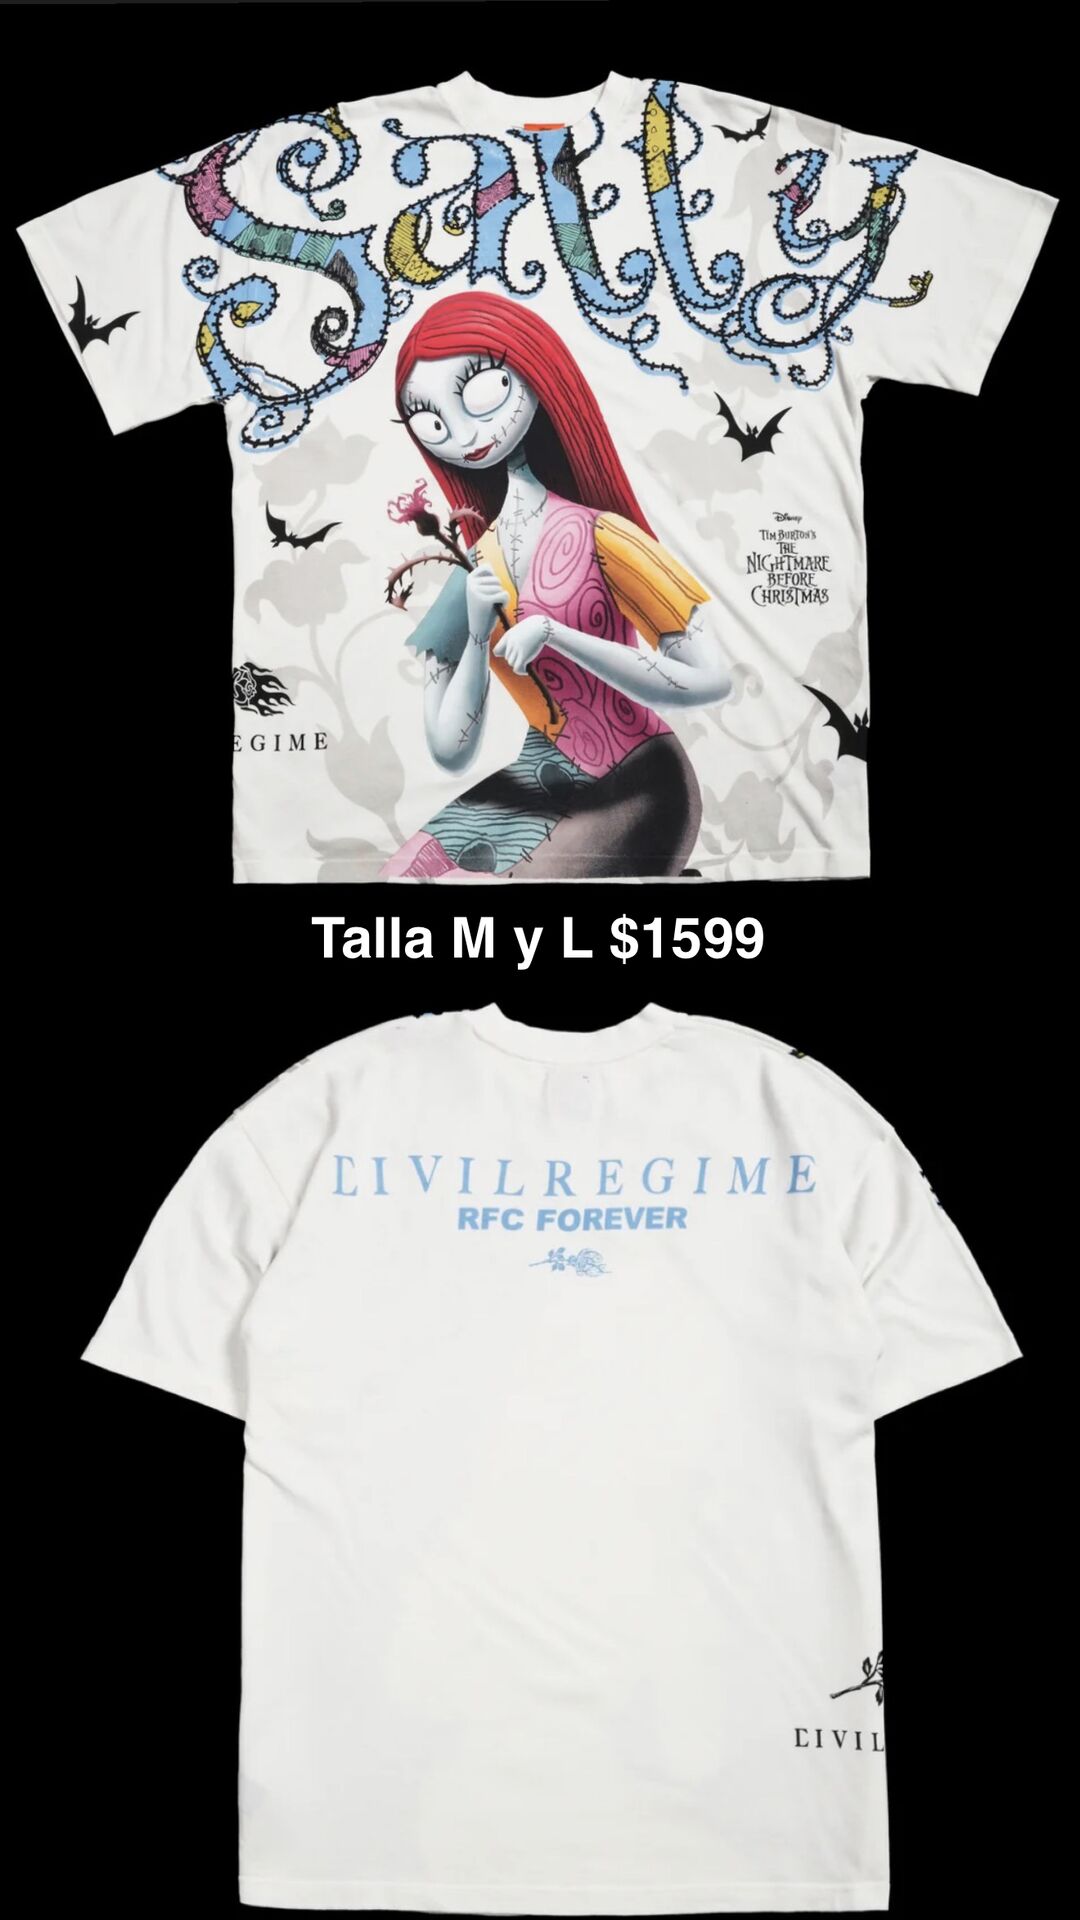 Sally
Disney
TIM BURTON'S
THE
NIGHTMARE
BEFORE
CHRISTMAS
EGIME
Talla M y L $1599
CIVILREGIME
RFC FOREVER
CIVIL